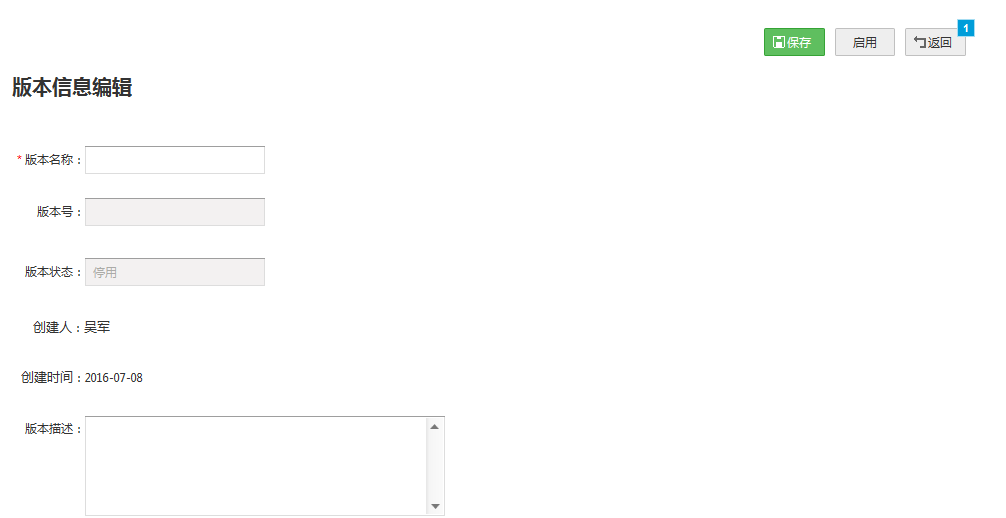 保存 启用 返回 1
版本信息编辑
* 版本名称：
版本号：
版本状态： 停用
创建人：吴军
创建时间：2016-07-08
版本描述：